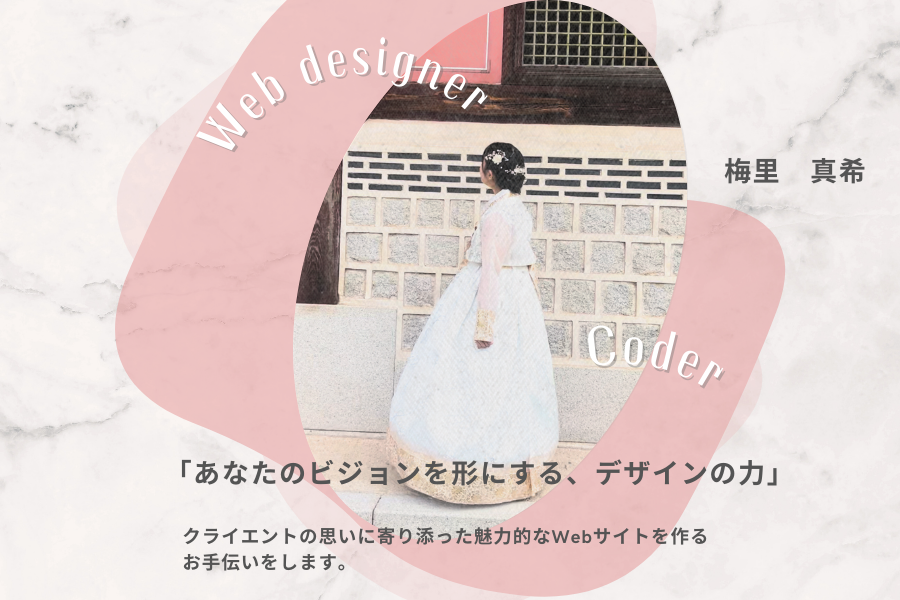 Web designer
梅里　真希
Coder
「あなたのビジョンを形にする、デザインの力」
クライエントの思いに寄り添った魅力的なWebサイトを作る
お手伝いをします。